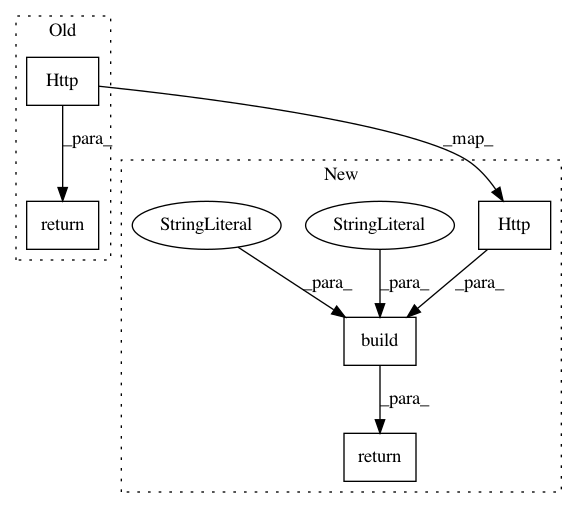 Old
Http
_para_
_map_
return
New
StringLiteral
StringLiteral
Http
_para_
_para_
_para_
build
_para_
return